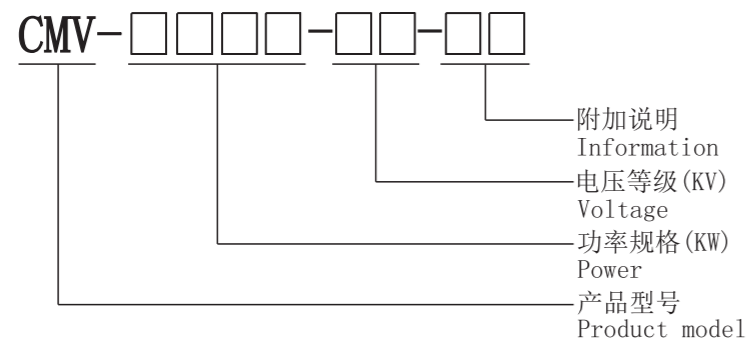 CMV-□□□□-□□-□□
附加说明
Information
电压等级(KV)
Voltage
功率规格(KW)
Power
产品型号
Product model